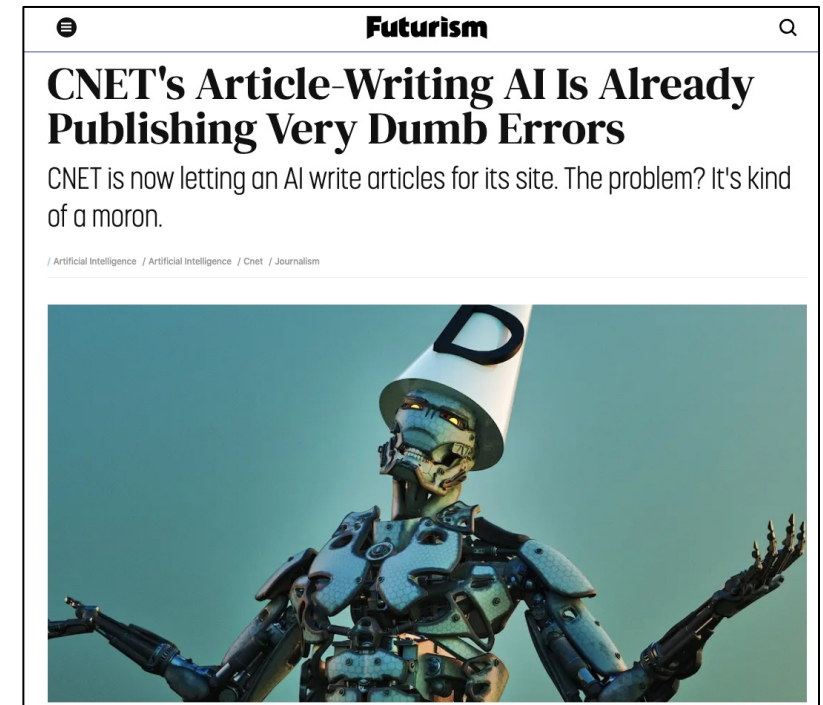 Futurism
CNET's Article-Writing AI Is Already
Publishing Very Dumb Errors
CNET is now letting an AI write articles for its site. The problem? It's kind
of a moron.
/ Artificial Intelligence / Artificial Intelligence / Cnet / Journalism
D